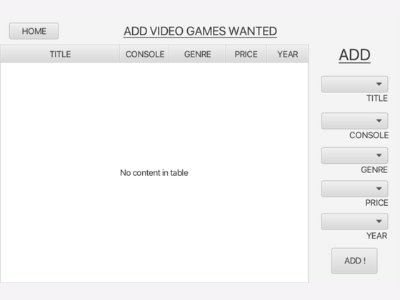 HOME
ADD VIDEO GAMES WANTED
TITLE CONSOLE GENRE PRICE YEAR
No content in table
ADD
TITLE
CONSOLE
GENRE
PRICE
YEAR
ADD !